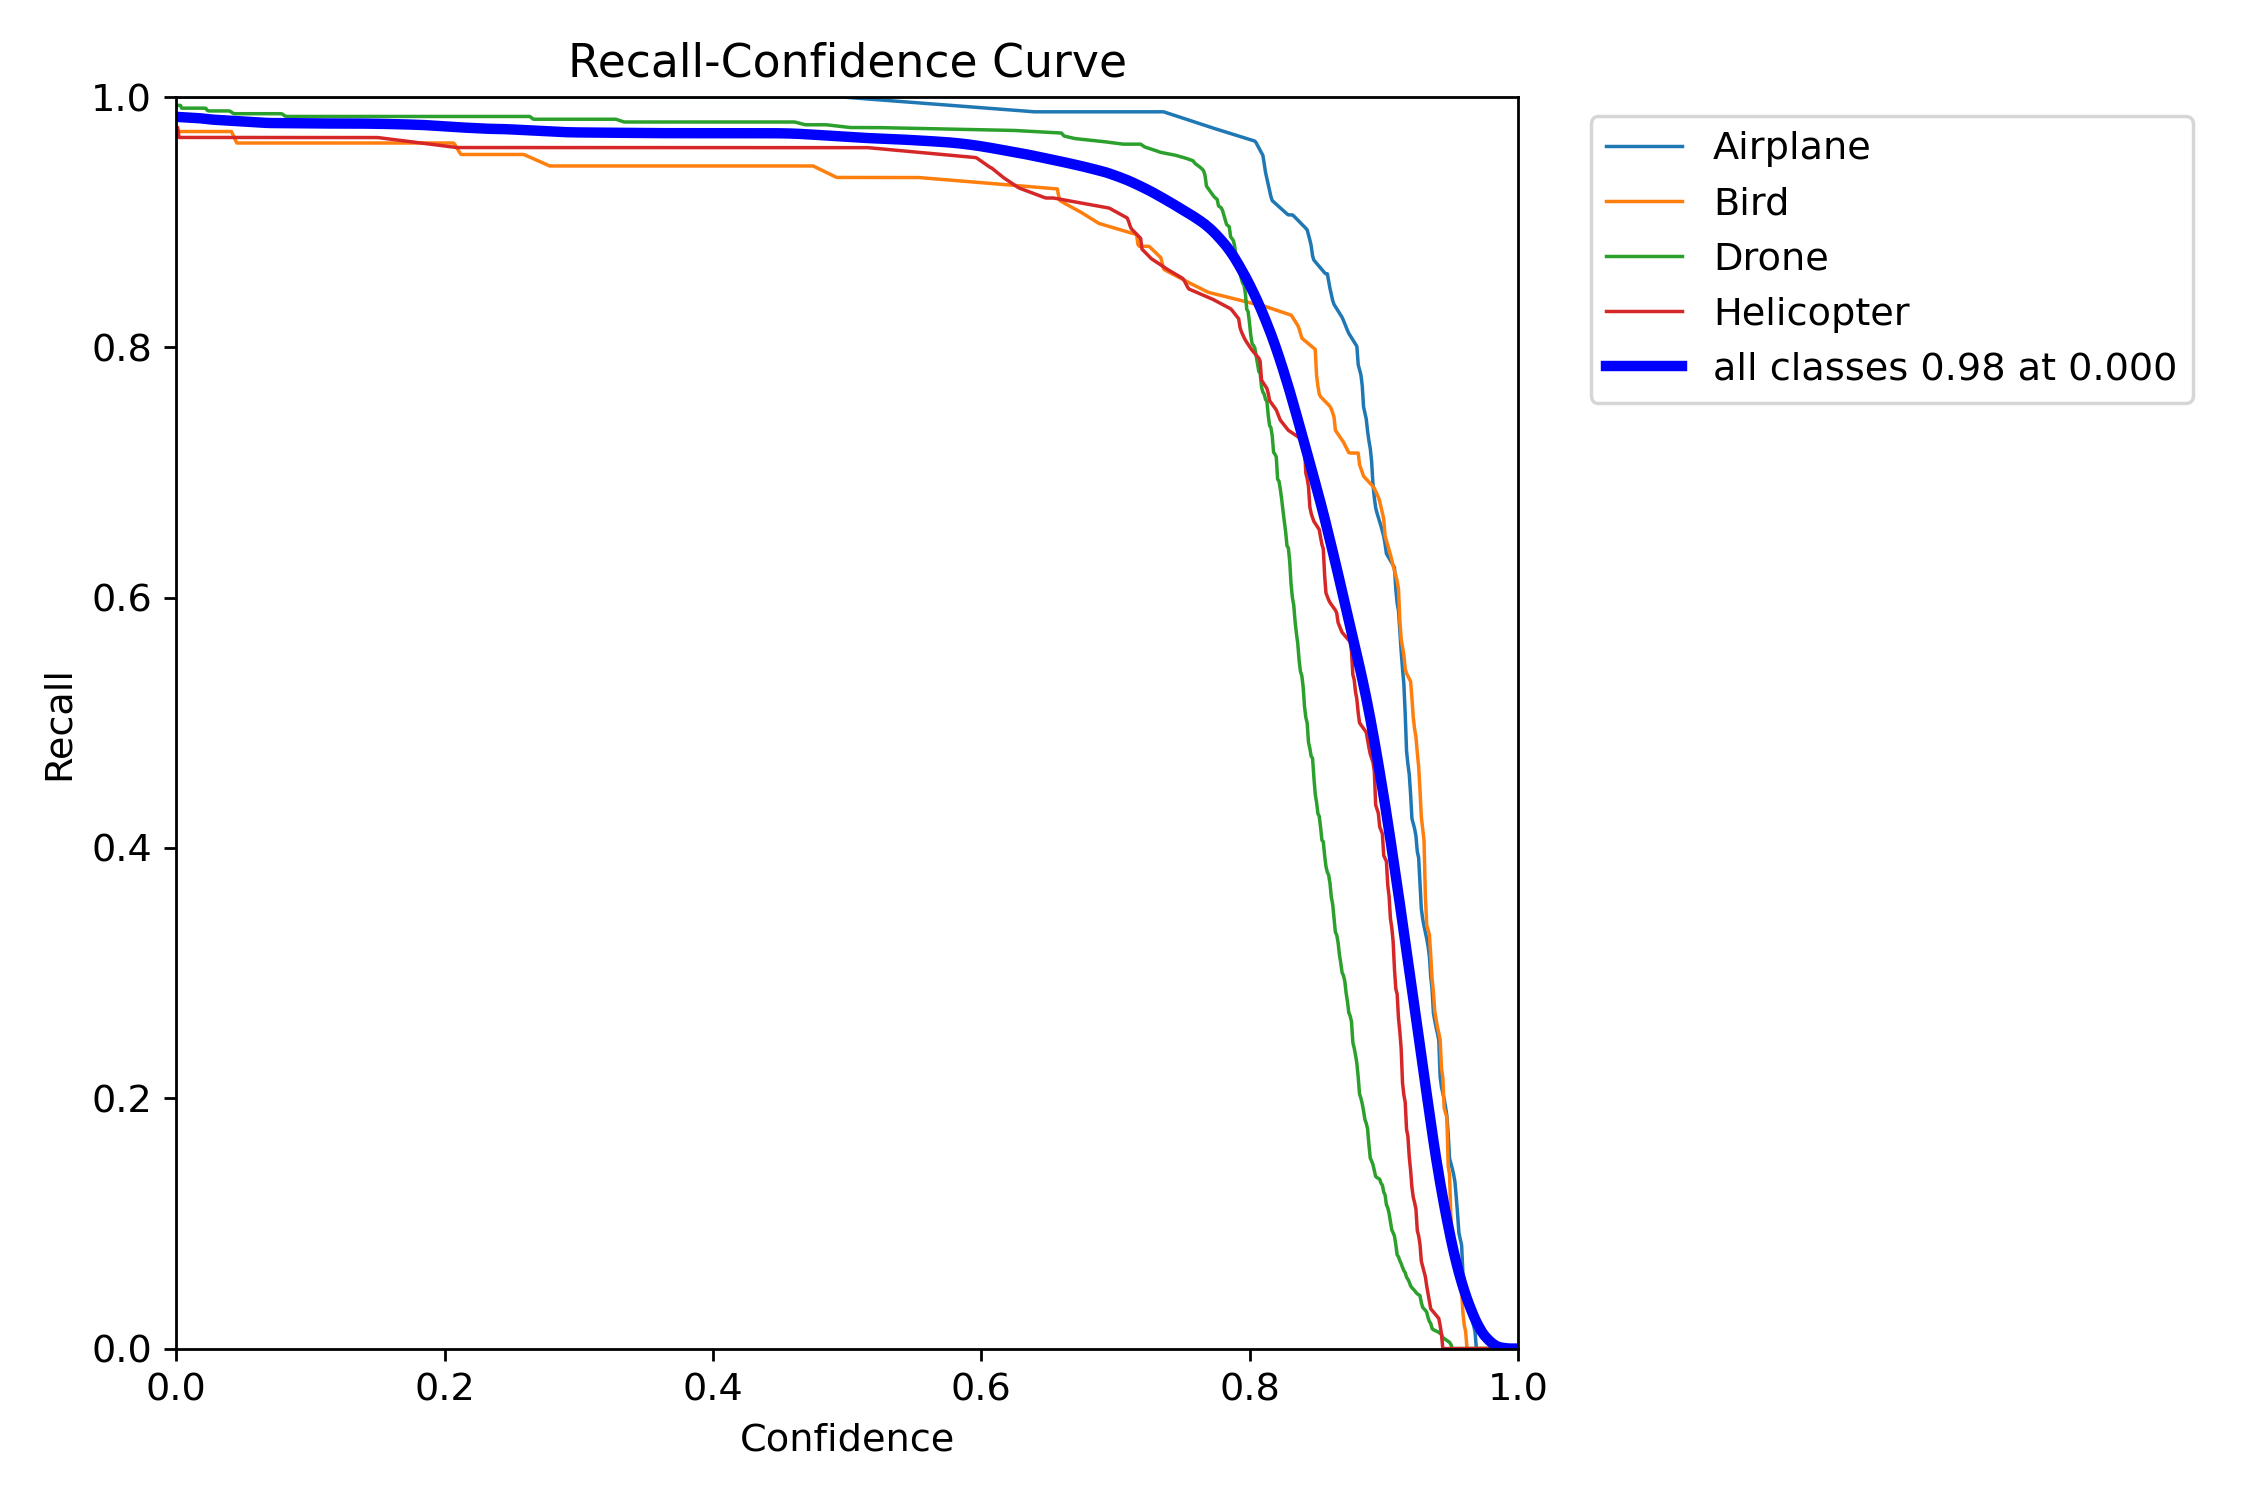 Recall-Confidence Curve
1.0
0.8
0.6
0.4
0.2
0.0
Recall
0.0 0.2 0.4 0.6 0.8 1.0
Confidence
Airplane
Bird
Drone
Helicopter
all classes 0.98 at 0.000